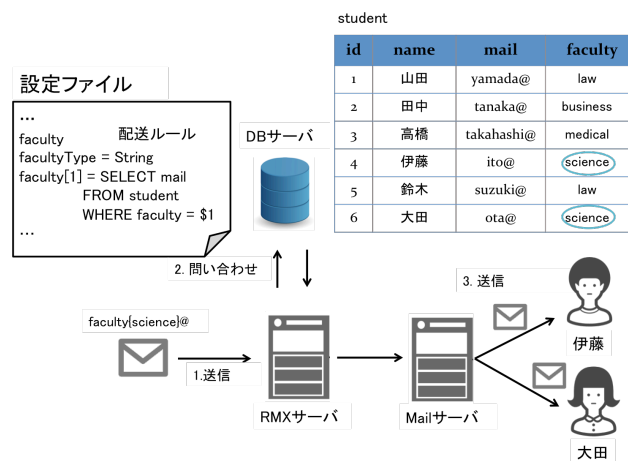 student
id name mail faculty
1 山田 yamada@ law
2 田中 tanaka@ business
3 高橋 takahashi@ medical
4 伊藤 ito@ science
5 鈴木 suzuki@ law
6 大田 ota@ science
設定ファイル
...
faculty 配送ルール
facultyType = String
faculty[1] = SELECT mail
FROM student
WHERE faculty = $1
...
DBサーバ
2. 問い合わせ
faculty{science}@
1.送信
RMXサーバ
Mailサーバ
3. 送信
伊藤
大田